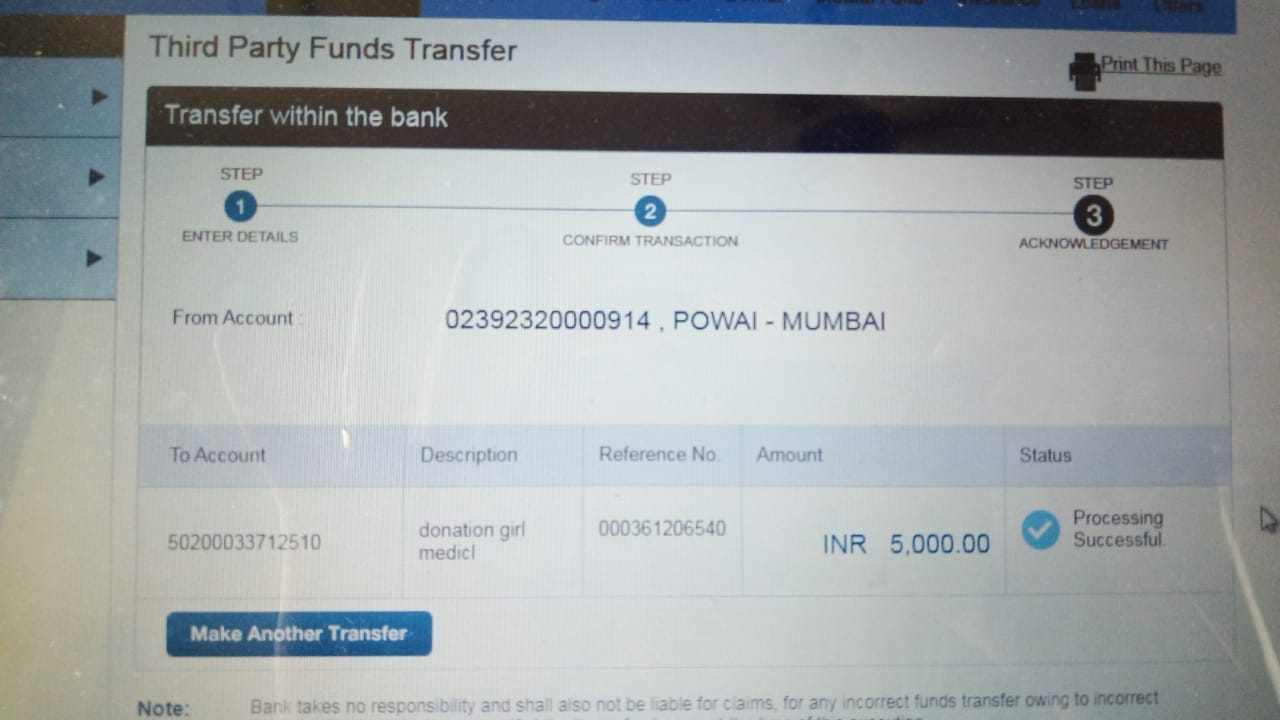 Third Party Funds Transfer
Print This Page
Transfer within the bank
STEP STEP STEP
1 2 3
ENTER DETAILS CONFIRM TRANSACTION ACKNOWLEDGEMENT
From Account : 02392320000914 , POWAI - MUMBAI
To Account Description Reference No. Amount Status
50200033712510 donation girl medicl 000361206540 INR 5,000.00 Processing Successful.
Make Another Transfer
Note: Bank takes no responsibility and shall also not be liable for claims, for any incorrect funds transfer owing to incorrect